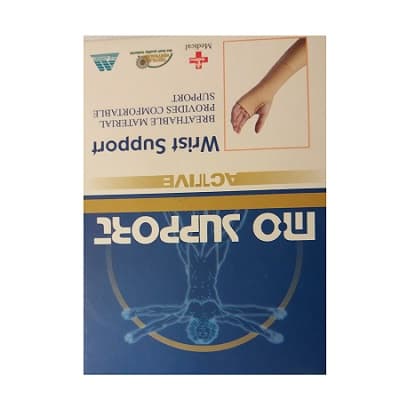 M·O SUPPORT
ACTIVE
Wrist Support
BREATHABLE MATERIAL,
PROVIDES COMFORTABLE
SUPPORT
Medical